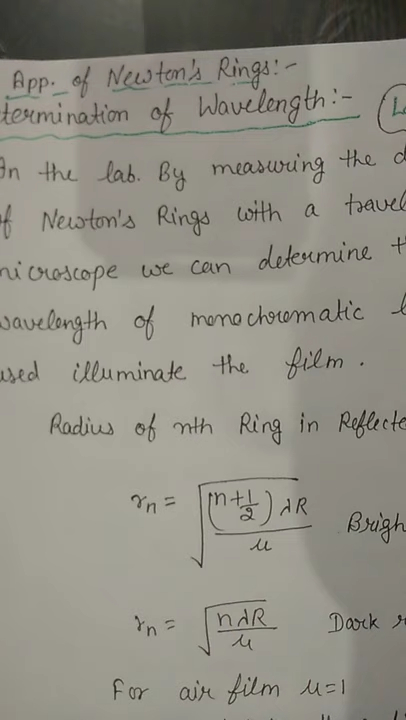 App. of Newton's Rings:-
termination of Wavelength:-
In the lab. By measuring the d
f Newton's Rings with a travel
microscope we can determine t
wavelength of monochromatic l
used illuminate the film.
Radius of nth Ring in Reflecte
rn = √((n+1/2)λR/μ) Brigh
rn = √(nλR/μ) Dark r
For air film μ=1